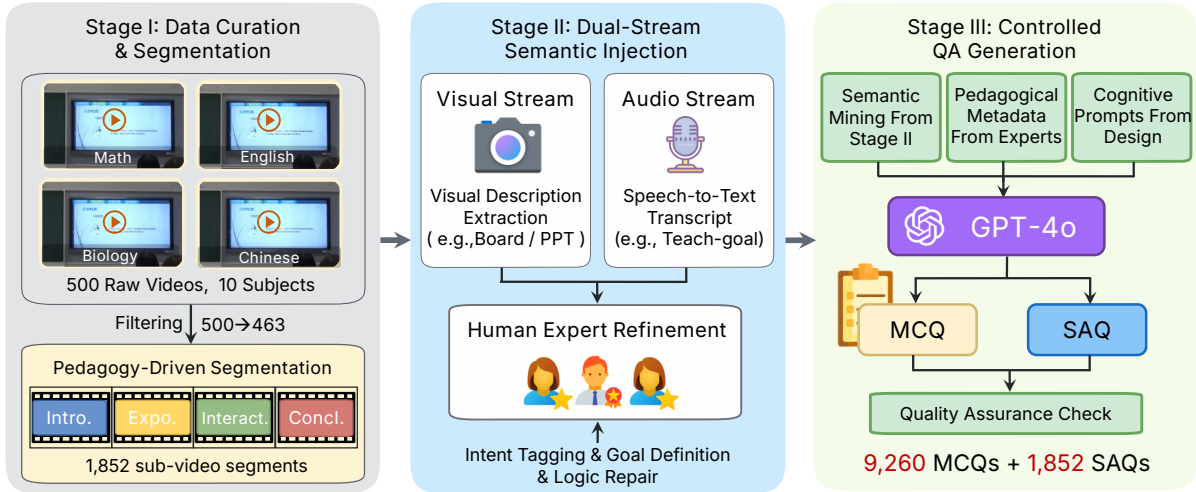 Stage I: Data Curation
& Segmentation
Math
English
Biology
Chinese
500 Raw Videos, 10 Subjects
Filtering
500→463
Pedagogy-Driven Segmentation
Intro.
Expo.
Interact.
Concl.
1,852 sub-video segments
Stage II: Dual-Stream
Semantic Injection
Visual Stream
Visual Description
Extraction
( e.g.,Board / PPT )
Audio Stream
Speech-to-Text
Transcript
(e.g., Teach-goal)
Human Expert Refinement
Intent Tagging & Goal Definition
& Logic Repair
Stage III: Controlled
QA Generation
Semantic
Mining From
Stage II
Pedagogical
Metadata
From Experts
Cognitive
Prompts From
Design
GPT-4o
MCQ
SAQ
Quality Assurance Check
9,260 MCQs + 1,852 SAQs